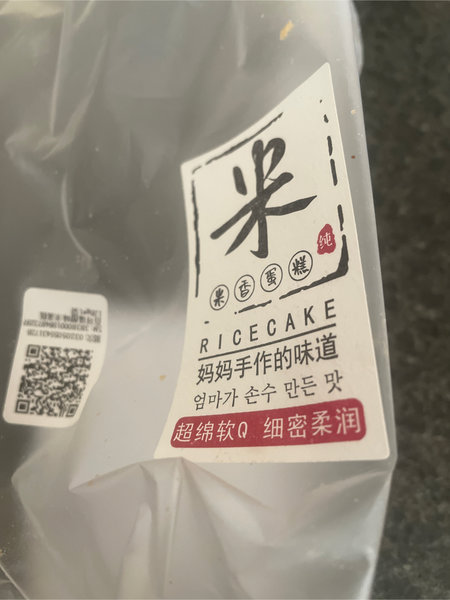 米
纯
米香蛋糕
RICECAKE
妈妈手作的味道
엄마가 손수 만든 맛
超绵软Q 细密柔润